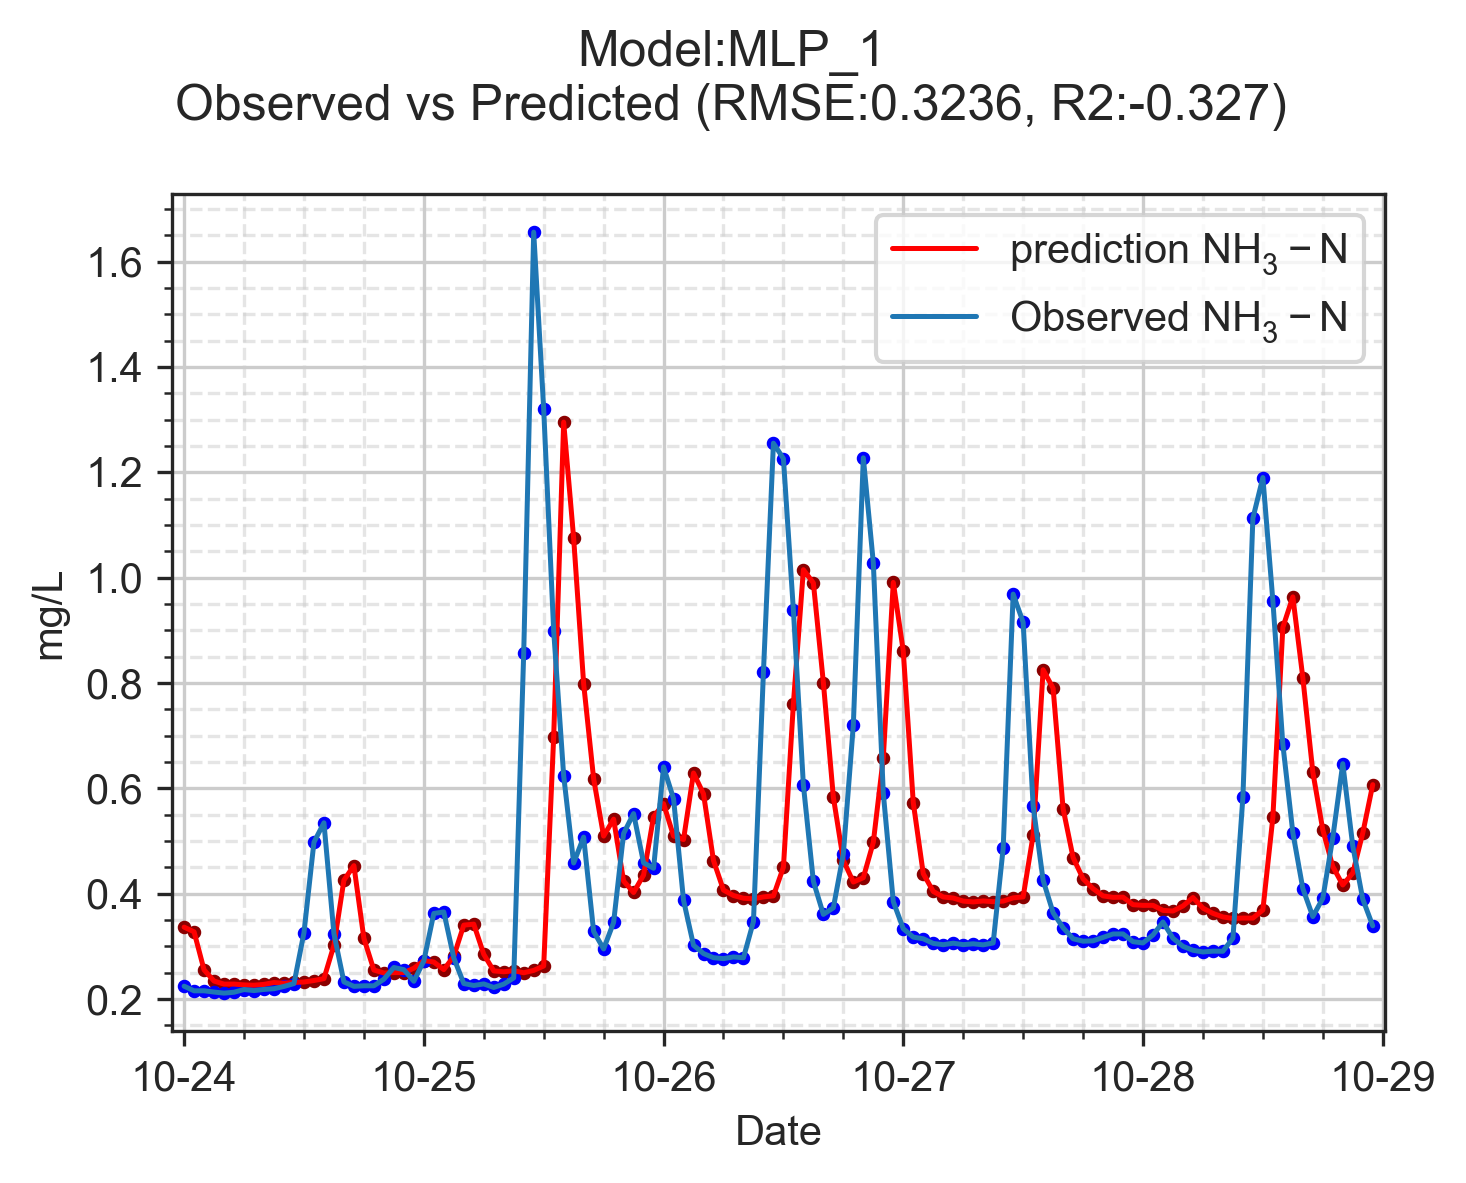 Model:MLP_1
Observed vs Predicted (RMSE:0.3236, R2:-0.327)
prediction NH₃ − N
Observed NH₃ − N
mg/L
1.6
1.4
1.2
1.0
0.8
0.6
0.4
0.2
10-24 10-25 10-26 10-27 10-28 10-29
Date